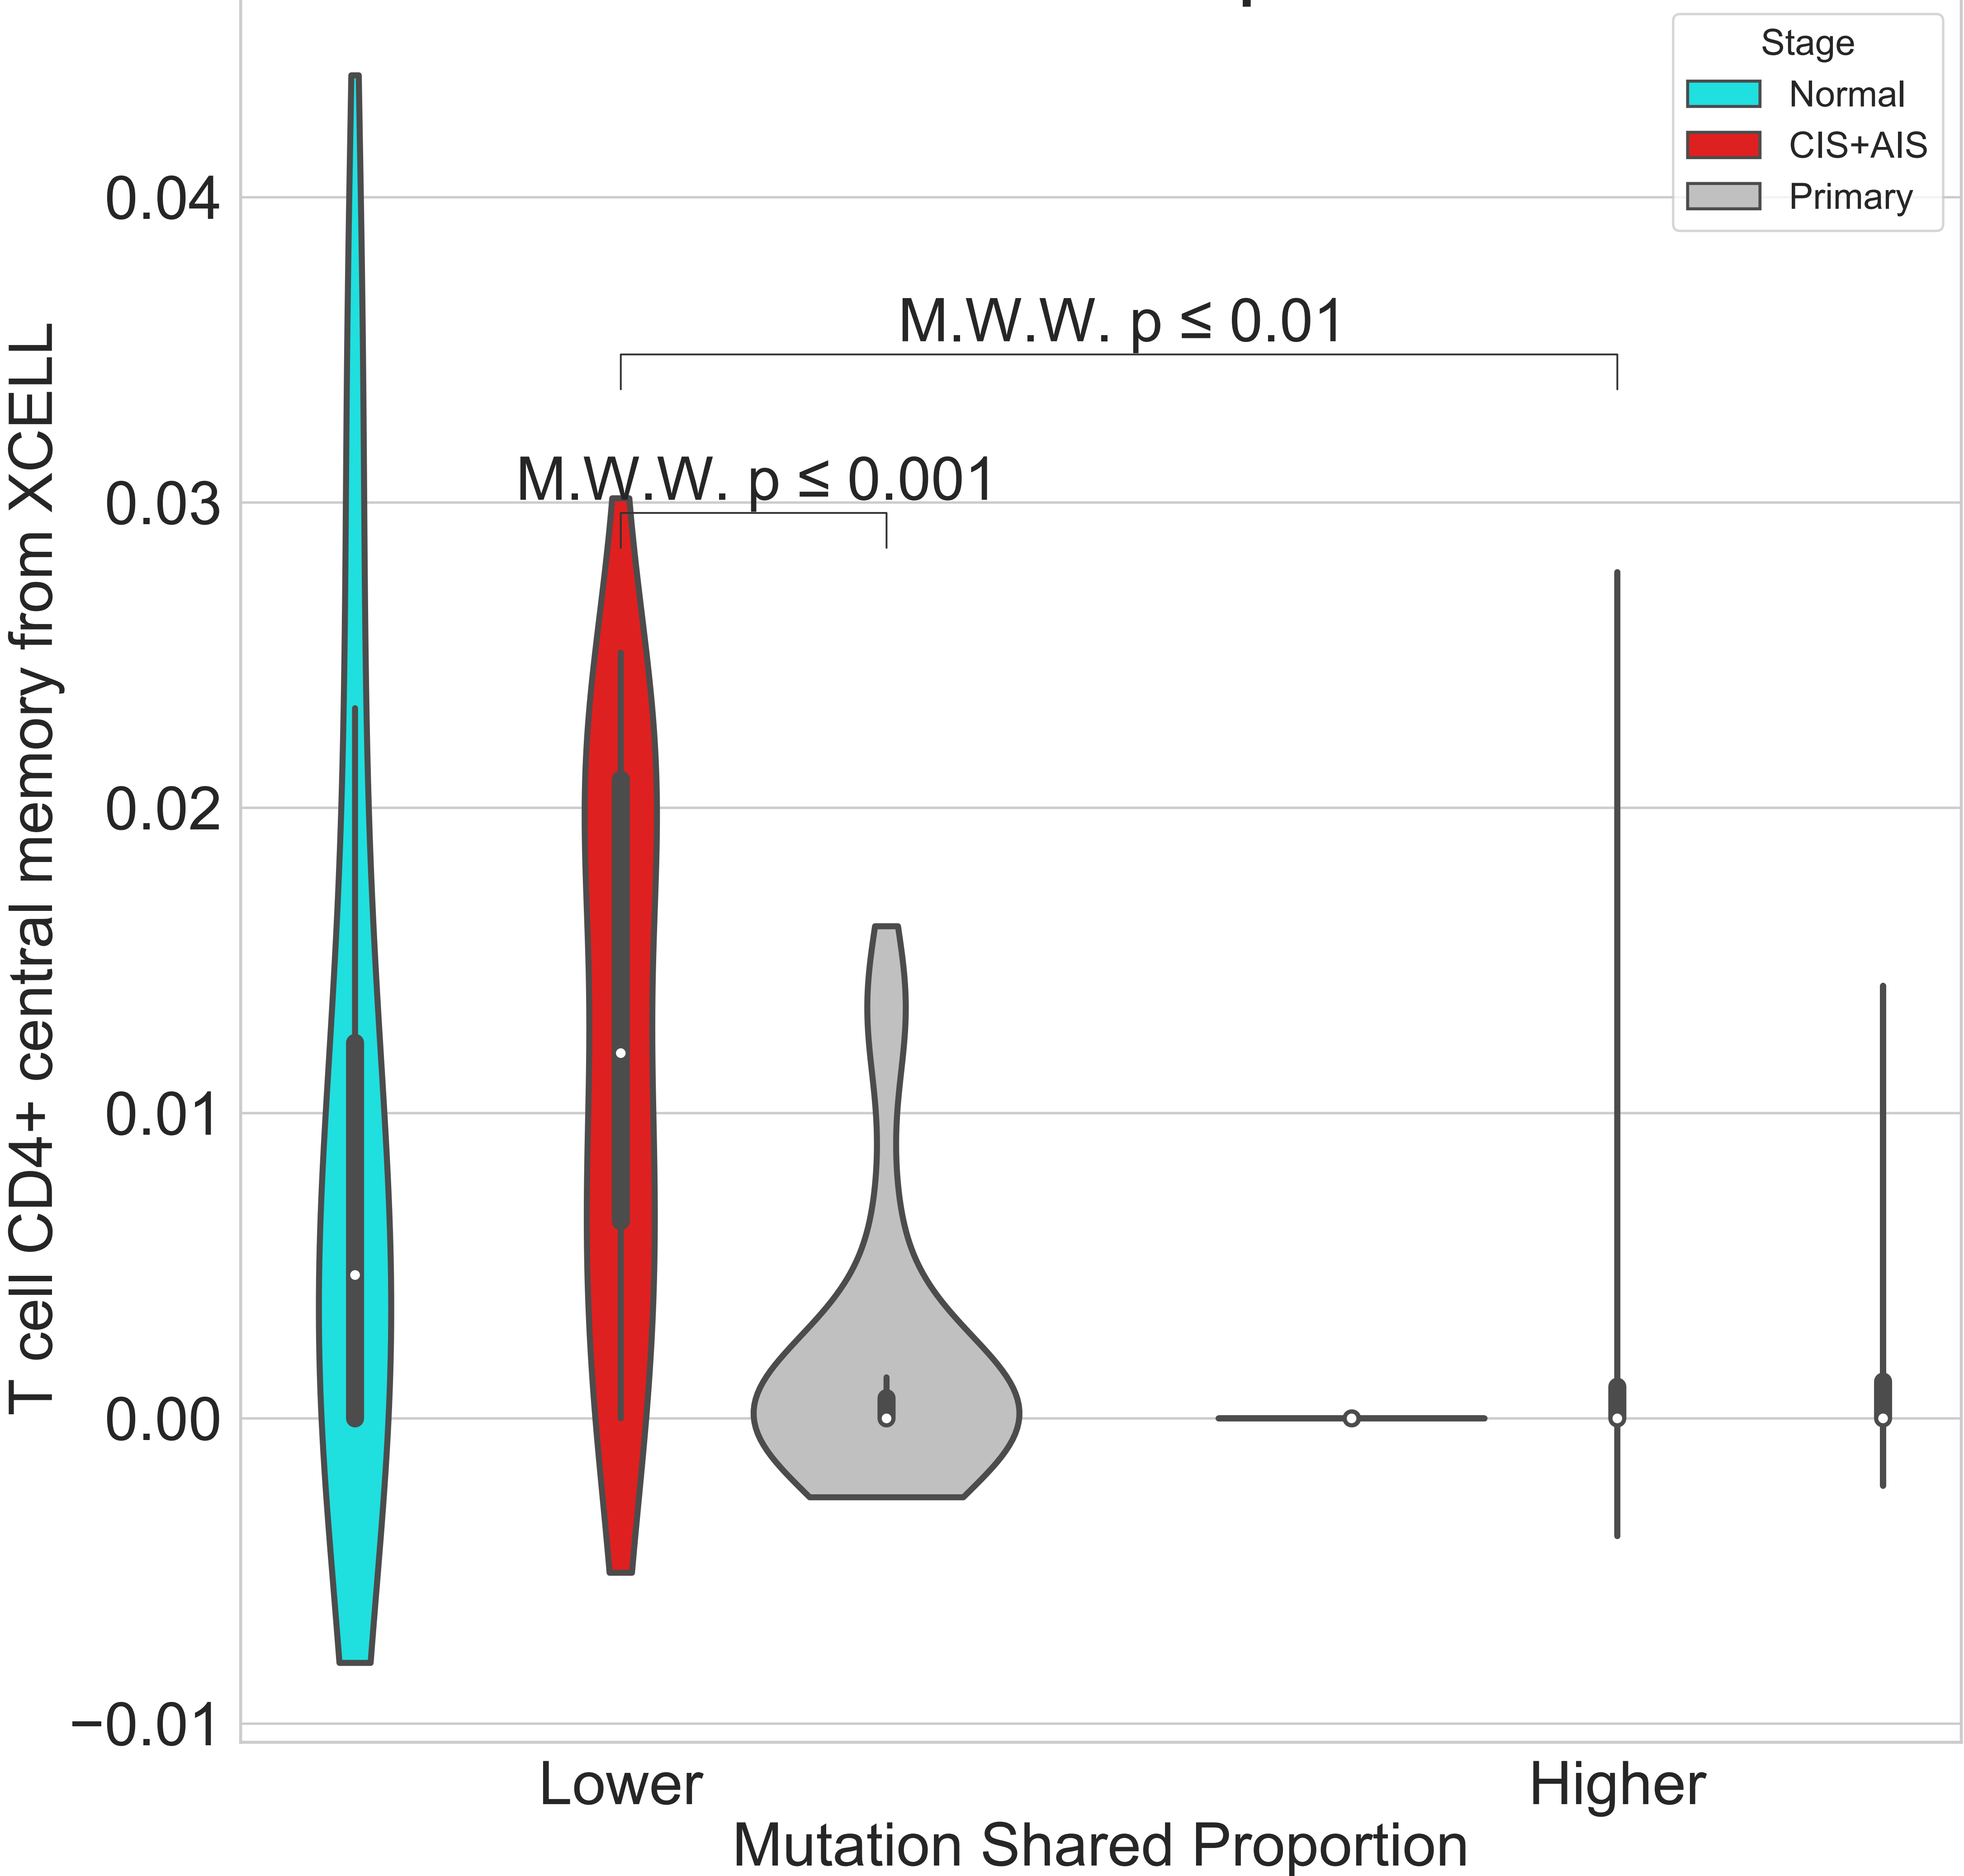 Stage
Normal
CIS+AIS
Primary
0.04
0.03
0.02
0.01
0.00
−0.01
T cell CD4+ central memory from XCELL
M.W.W. p ≤ 0.01
M.W.W. p ≤ 0.001
Lower
Higher
Mutation Shared Proportion